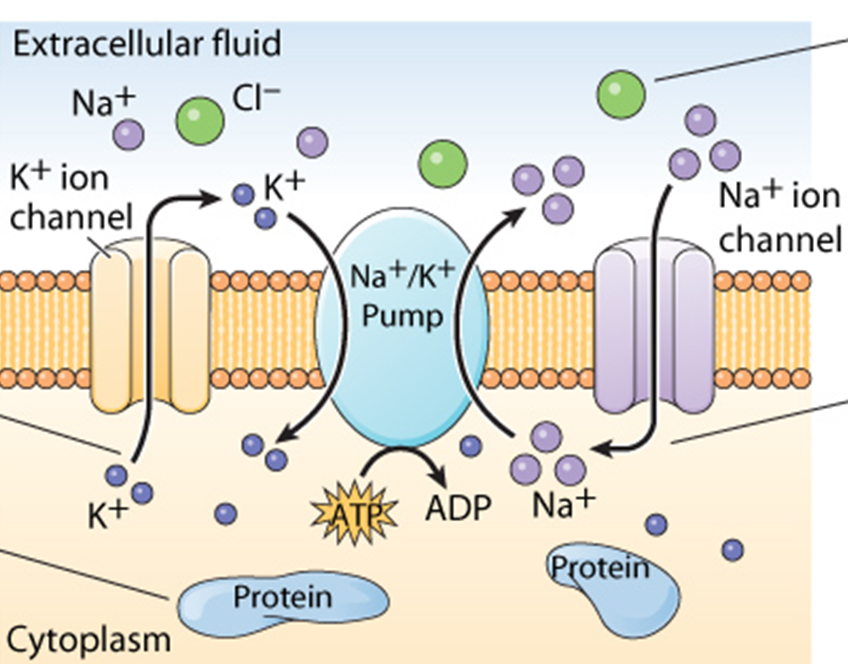 Extracellular fluid
Na⁺
Cl⁻
K⁺ ion
channel
K⁺
Na⁺ ion
channel
Na⁺/K⁺
Pump
K⁺
ATP
ADP
Na⁺
Protein
Protein
Cytoplasm